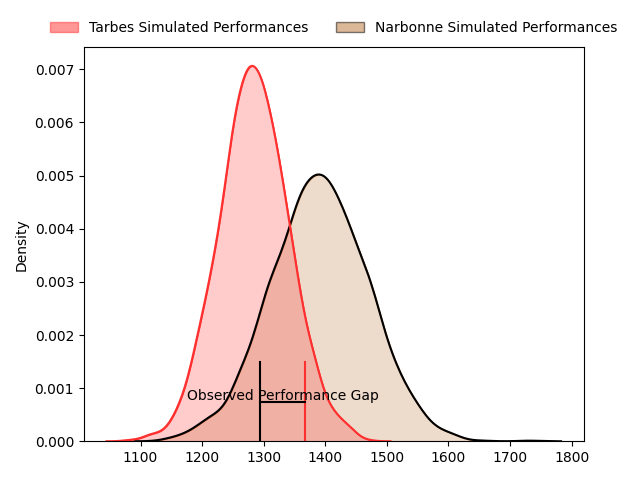 Tarbes Simulated Performances Narbonne Simulated Performances
0.007
0.006
0.005
0.004
0.003
0.002
0.001
0.000
Density
Observed Performance Gap
1100 1200 1300 1400 1500 1600 1700 1800